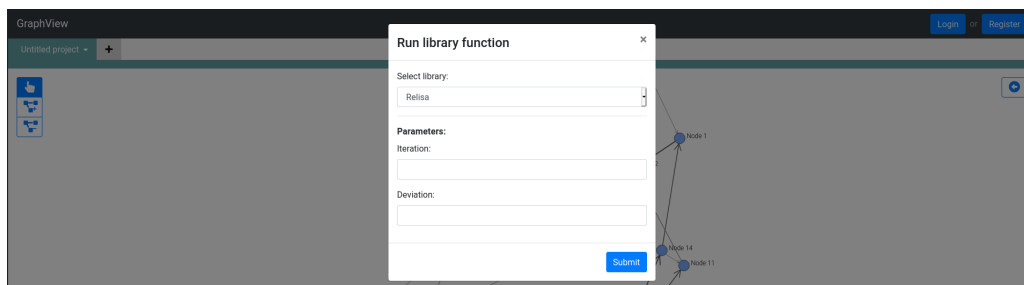 GraphView
Login or Register
Untitled project +
Run library function ×
Select library:
Relisa
Parameters:
Iteration:
Deviation:
Submit
Node 1
Node 14
Node 11